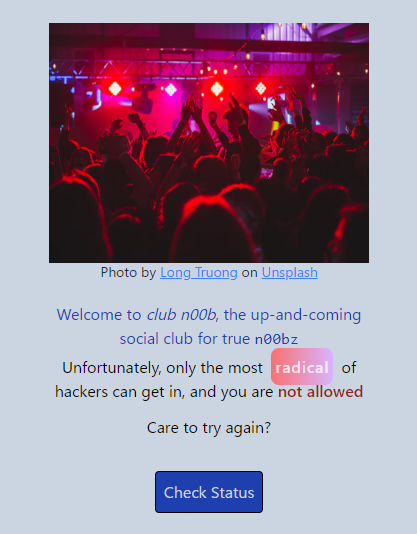 Photo by Long Truong on Unsplash
Welcome to club n00b, the up-and-coming
social club for true n00bz
Unfortunately, only the most radical of
hackers can get in, and you are not allowed
Care to try again?
Check Status